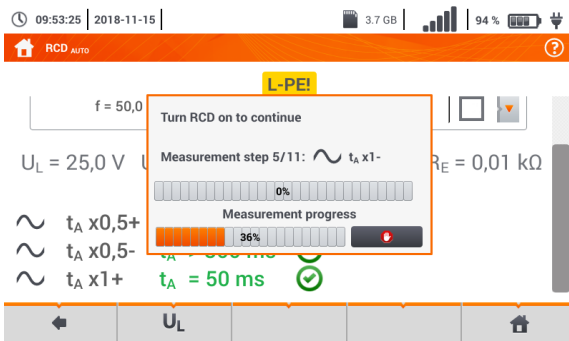 09:53:25 2018-11-15 3.7 GB 94 %
RCD AUTO ?
L-PE!
f = 50,0
Turn RCD on to continue
Measurement step 5/11: tA x1-
UL = 25,0 V RE = 0,01 kΩ
0%
Measurement progress
36%
tA x0,5+
tA x0,5-
tA x1+ tA = 50 ms
UL